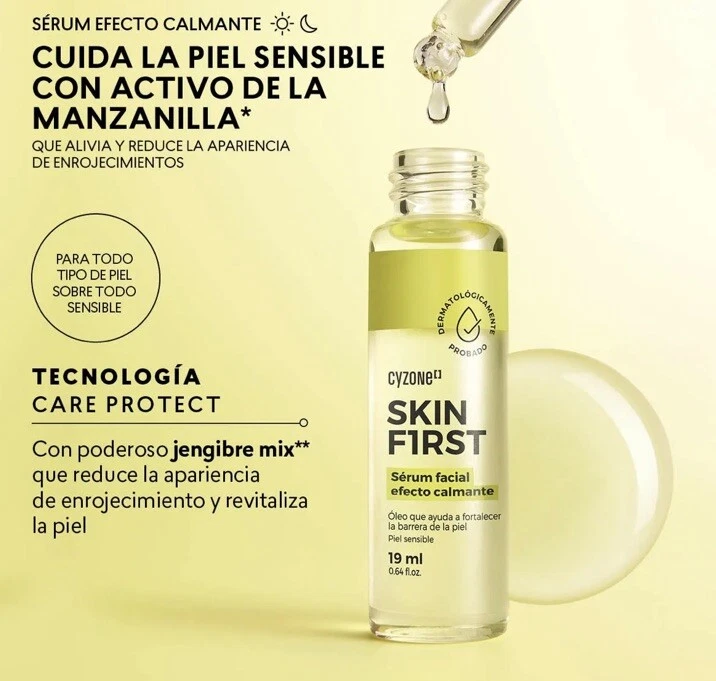 SÉRUM EFECTO CALMANTE
CUIDA LA PIEL SENSIBLE
CON ACTIVO DE LA
MANZANILLA*
QUE ALIVIA Y REDUCE LA APARIENCIA
DE ENROJECIMIENTOS
PARA TODO
TIPO DE PIEL
SOBRE TODO
SENSIBLE
TECNOLOGÍA
CARE PROTECT
Con poderoso jengibre mix**
que reduce la apariencia
de enrojecimiento y revitaliza
la piel
DERMATOLÓGICAMENTE
PROBADO
cyzone[]
SKIN
F1RST
Sérum facial
efecto calmante
Óleo que ayuda a fortalecer
la barrera de la piel
Piel sensible
19 ml
0.64 fl.oz.